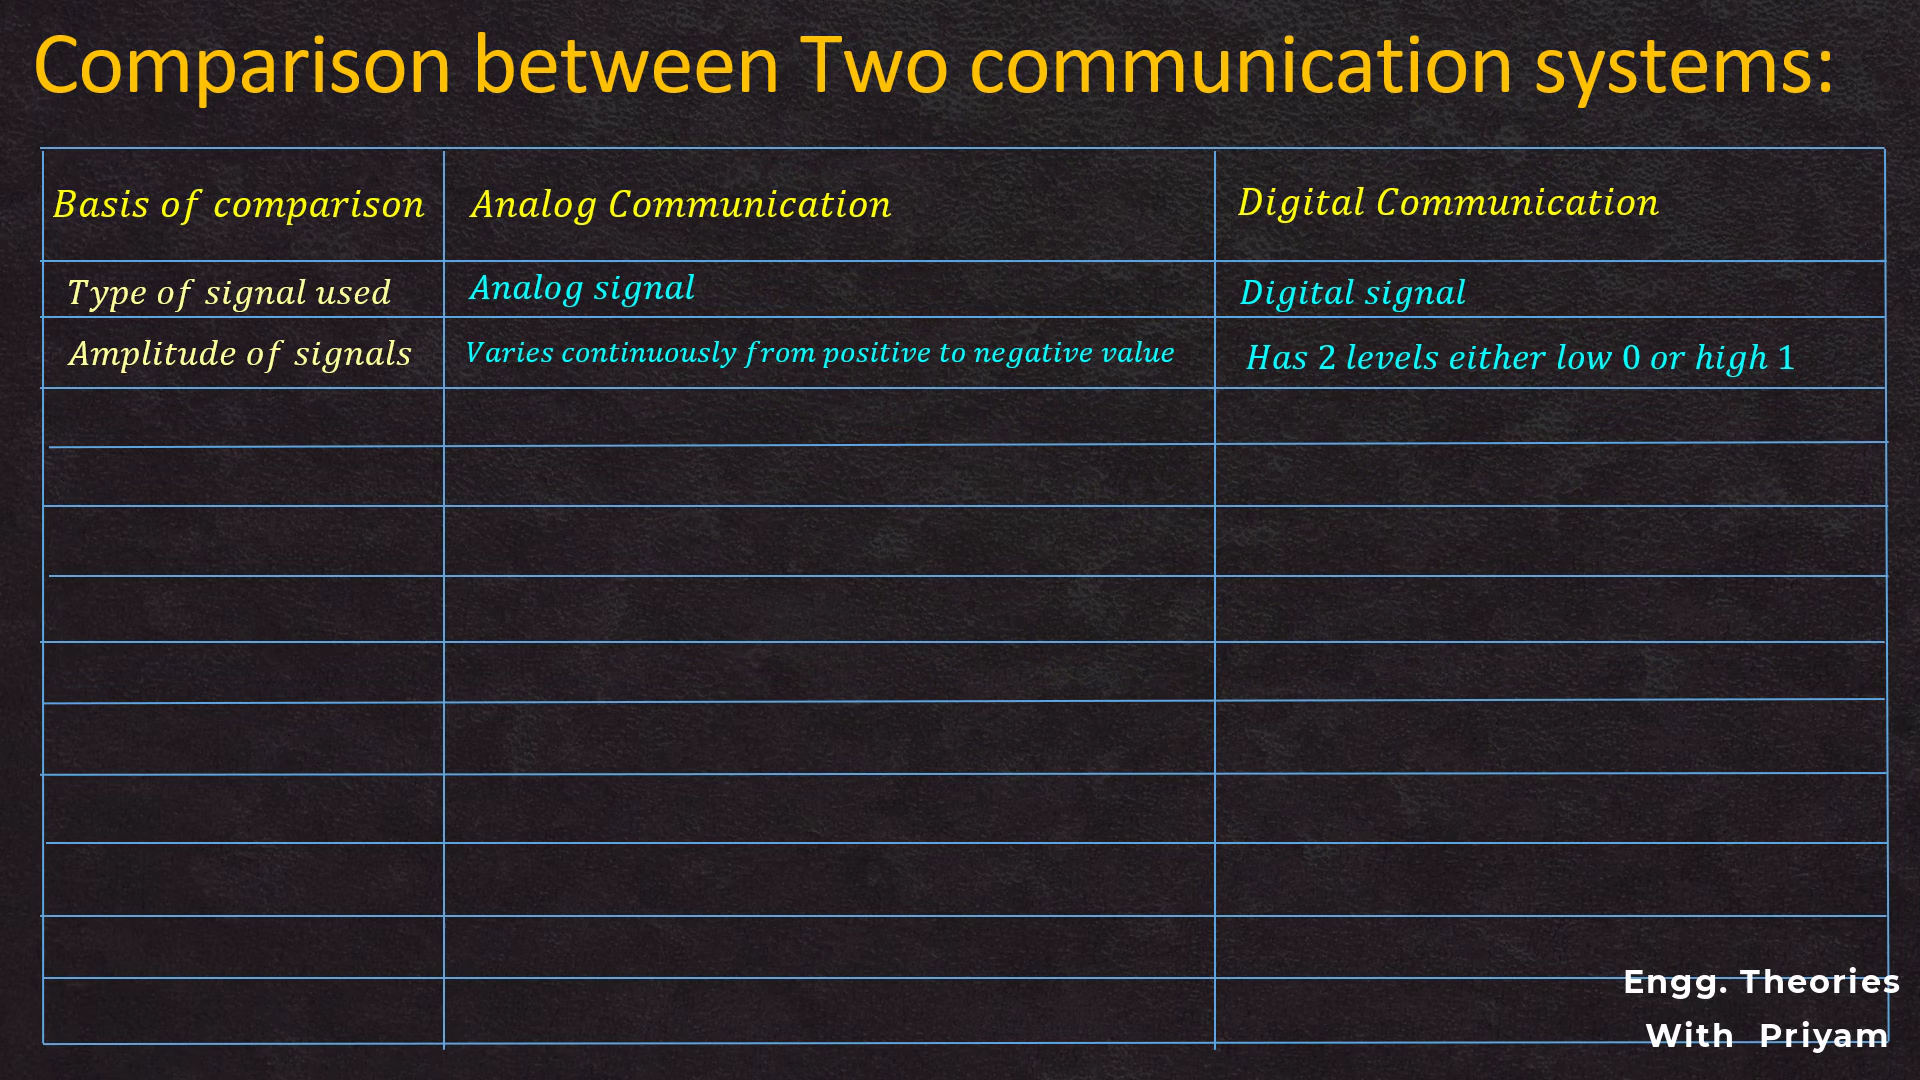 Comparison between Two communication systems:
Basis of comparison
Analog Communication
Digital Communication
Type of signal used
Analog signal
Digital signal
Amplitude of signals
Varies continuously from positive to negative value
Has 2 levels either low 0 or high 1
Engg. Theories
With Priyam